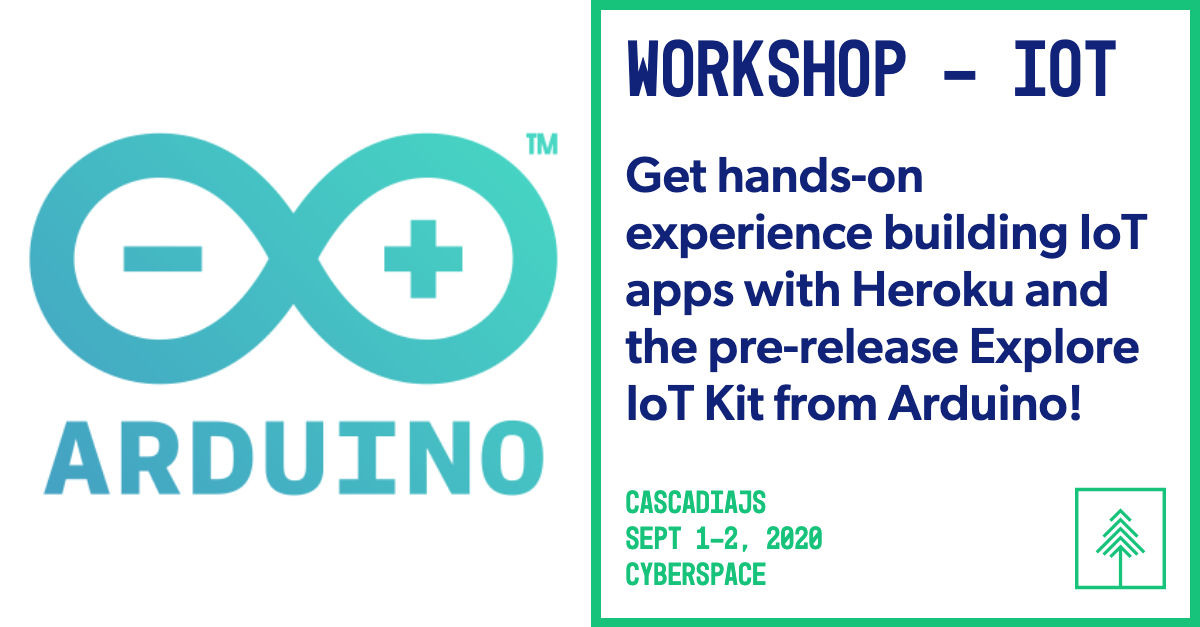 TM
ARDUINO
WORKSHOP – IOT
Get hands-on
experience building IoT
apps with Heroku and
the pre-release Explore
IoT Kit from Arduino!
CASCADIAJS
SEPT 1–2, 2020
CYBERSPACE